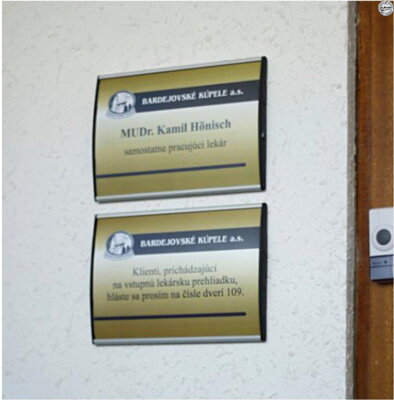 BARDEJOVSKÉ KÚPELE a.s.
MUDr. Kamil Hönisch
samostatne pracujúci lekár
BARDEJOVSKÉ KÚPELE a.s.
Klienti, prichádzajúci
na vstupnú lekársku prehliadku,
hláste sa prosím na čísle dverí 109.